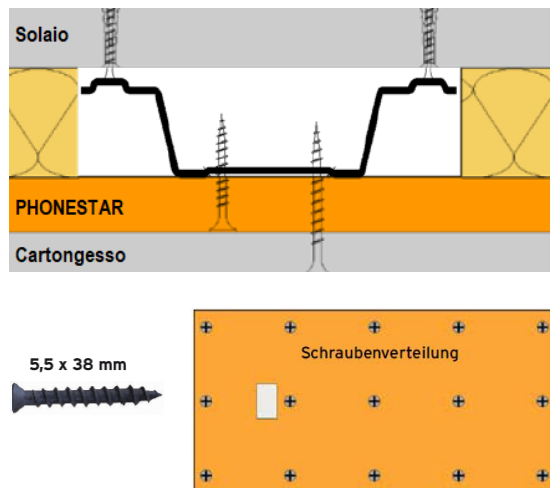 Solaio
PHONESTAR
Cartongesso
5,5 x 38 mm
Schraubenverteilung